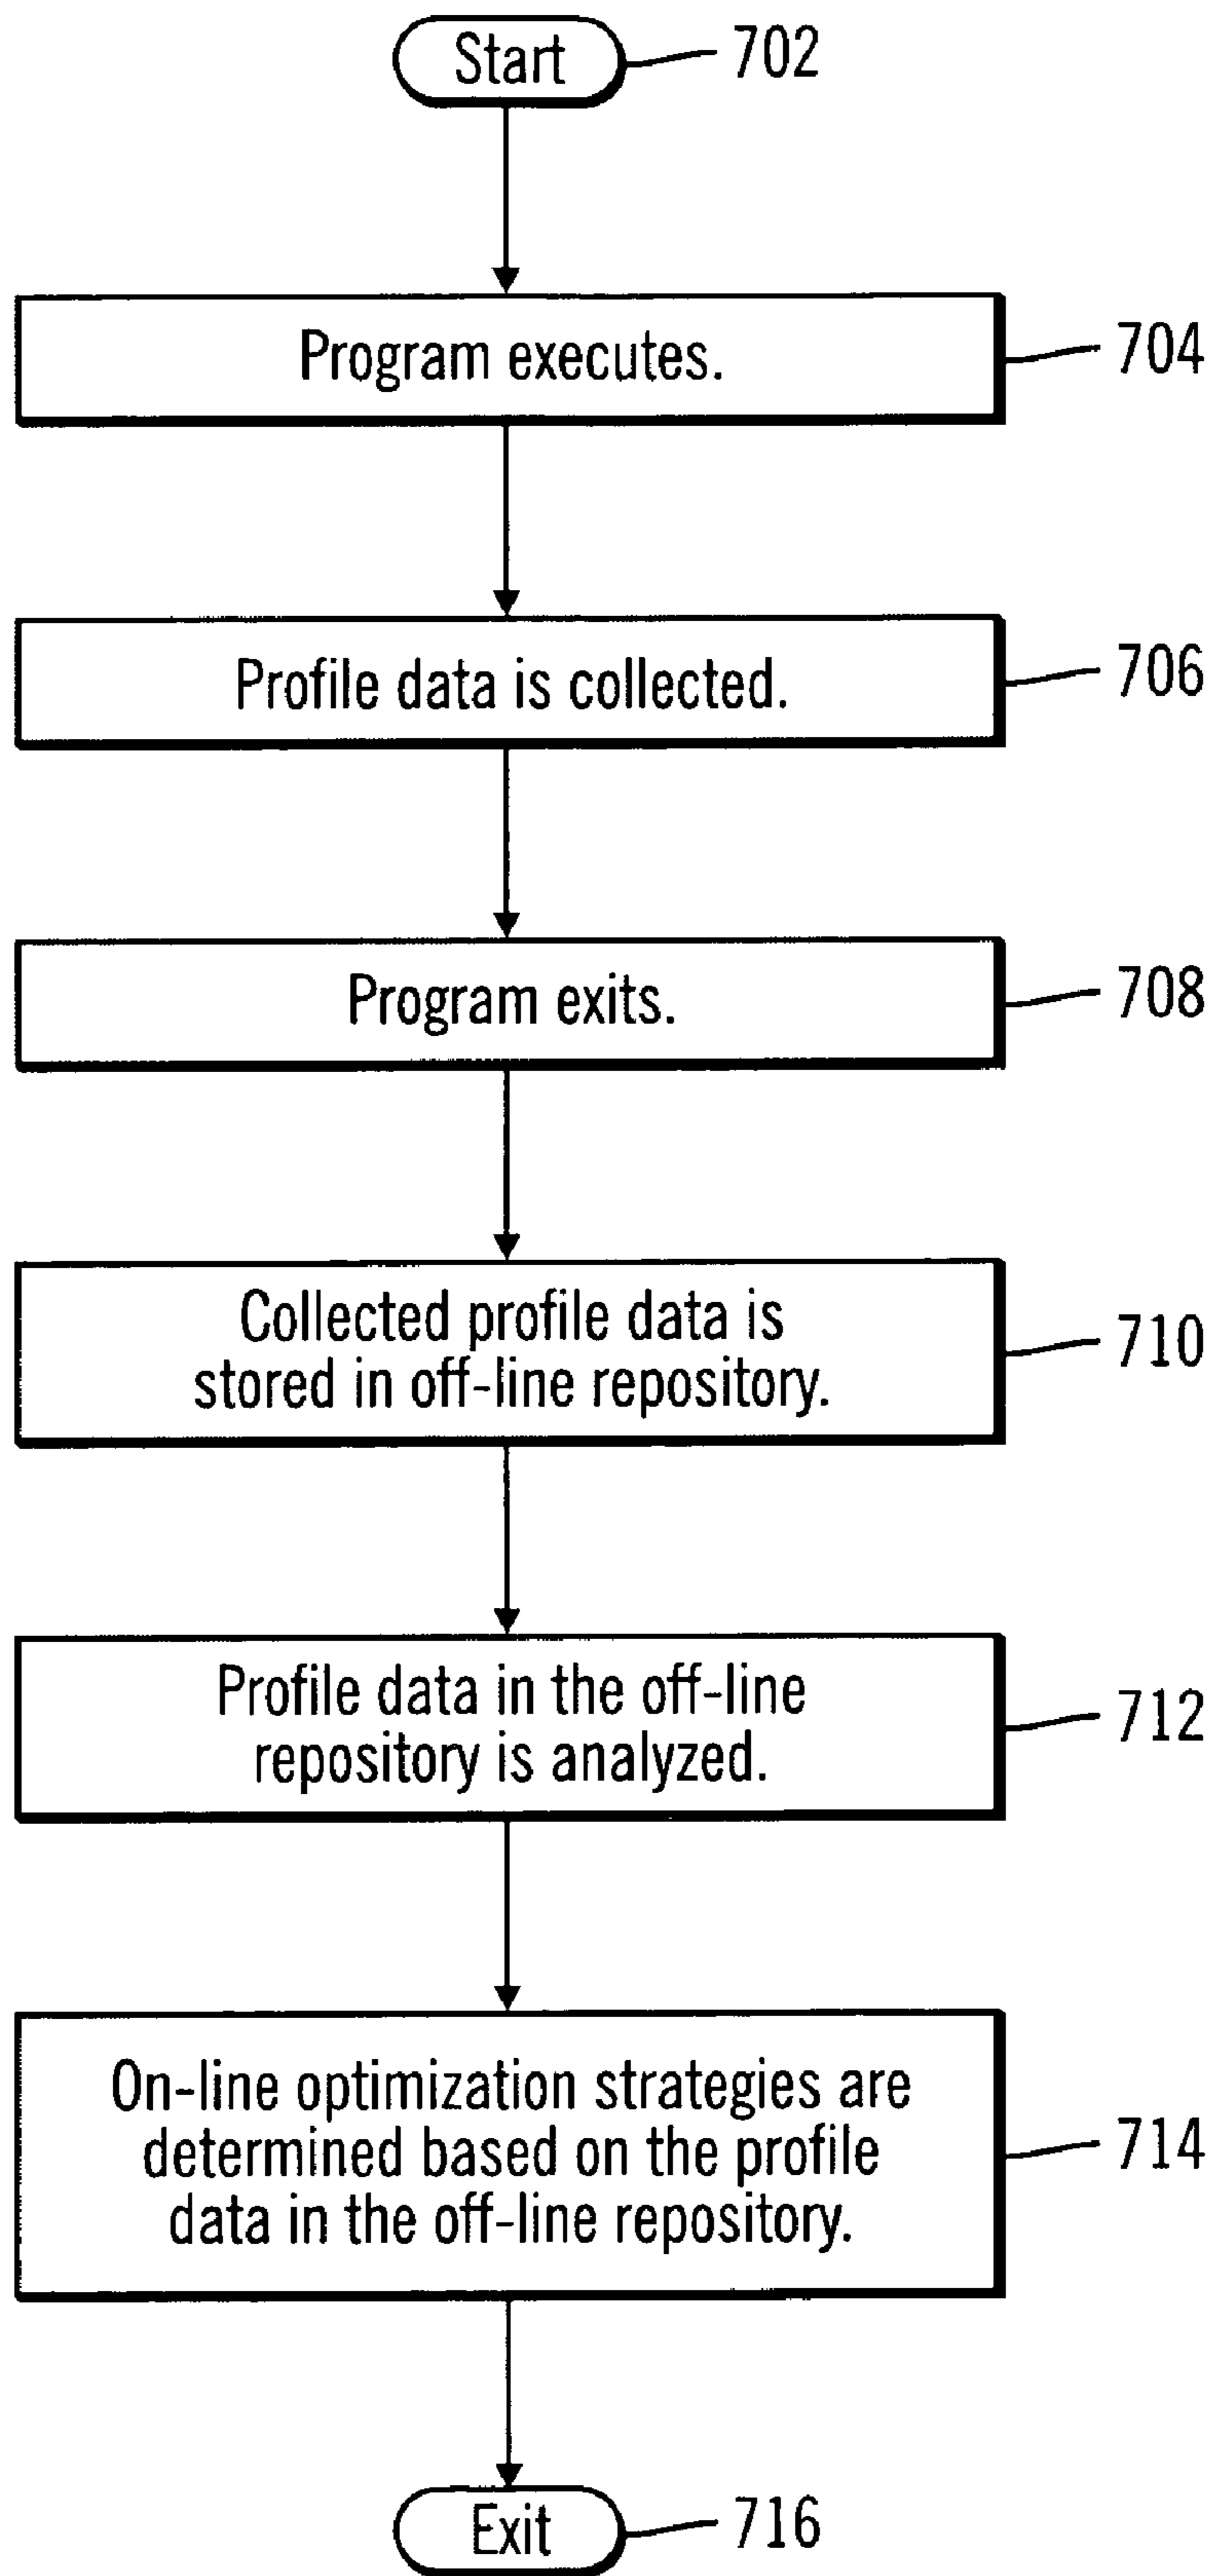 Start
702
Program executes.
704
Profile data is collected.
706
Program exits.
708
Collected profile data is
stored in off-line repository.
710
Profile data in the off-line
repository is analyzed.
712
On-line optimization strategies are
determined based on the profile
data in the off-line repository.
714
Exit
716